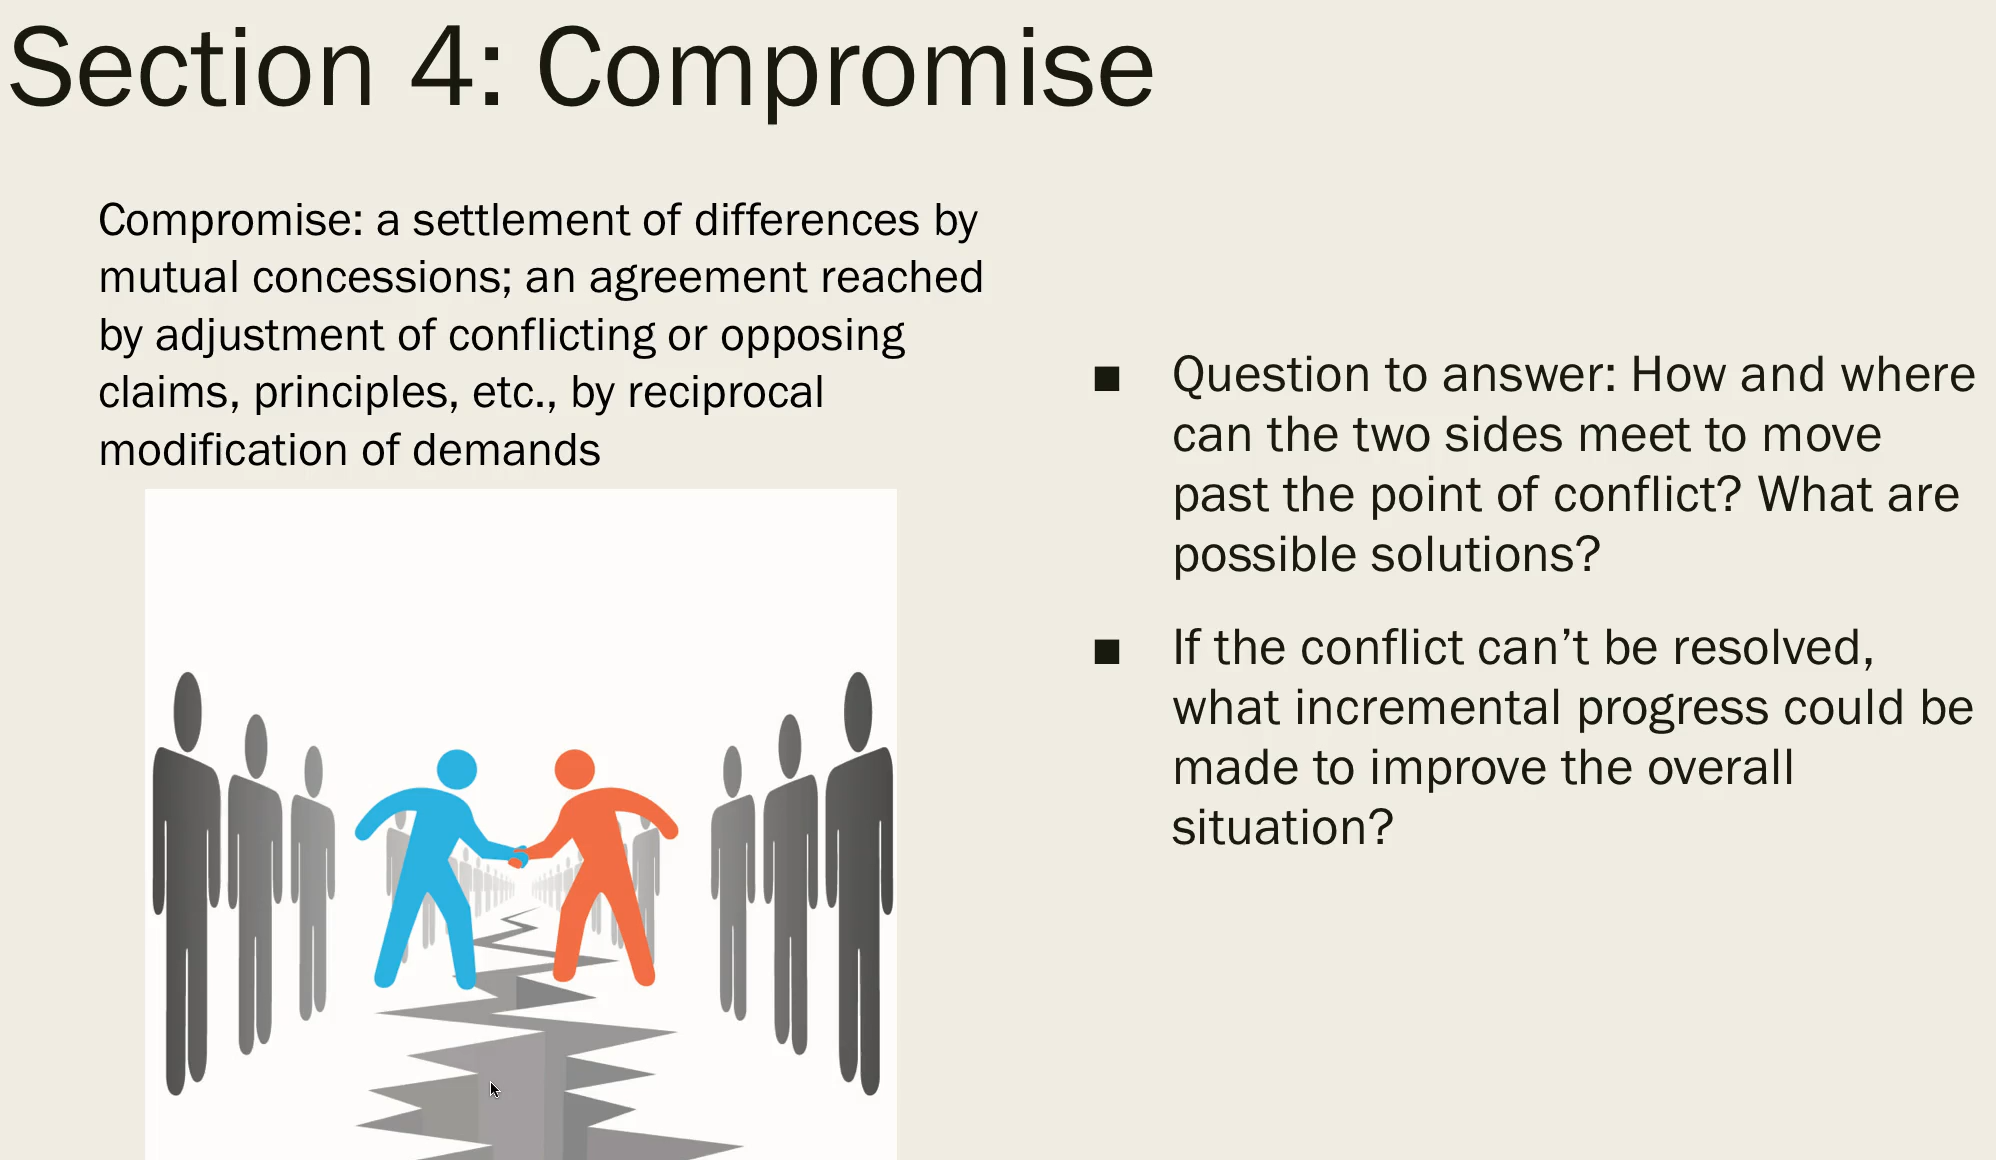 Section 4: Compromise
Compromise: a settlement of differences by
mutual concessions; an agreement reached
by adjustment of conflicting or opposing
claims, principles, etc., by reciprocal
modification of demands
■ Question to answer: How and where
can the two sides meet to move
past the point of conflict? What are
possible solutions?
■ If the conflict can’t be resolved,
what incremental progress could be
made to improve the overall
situation?